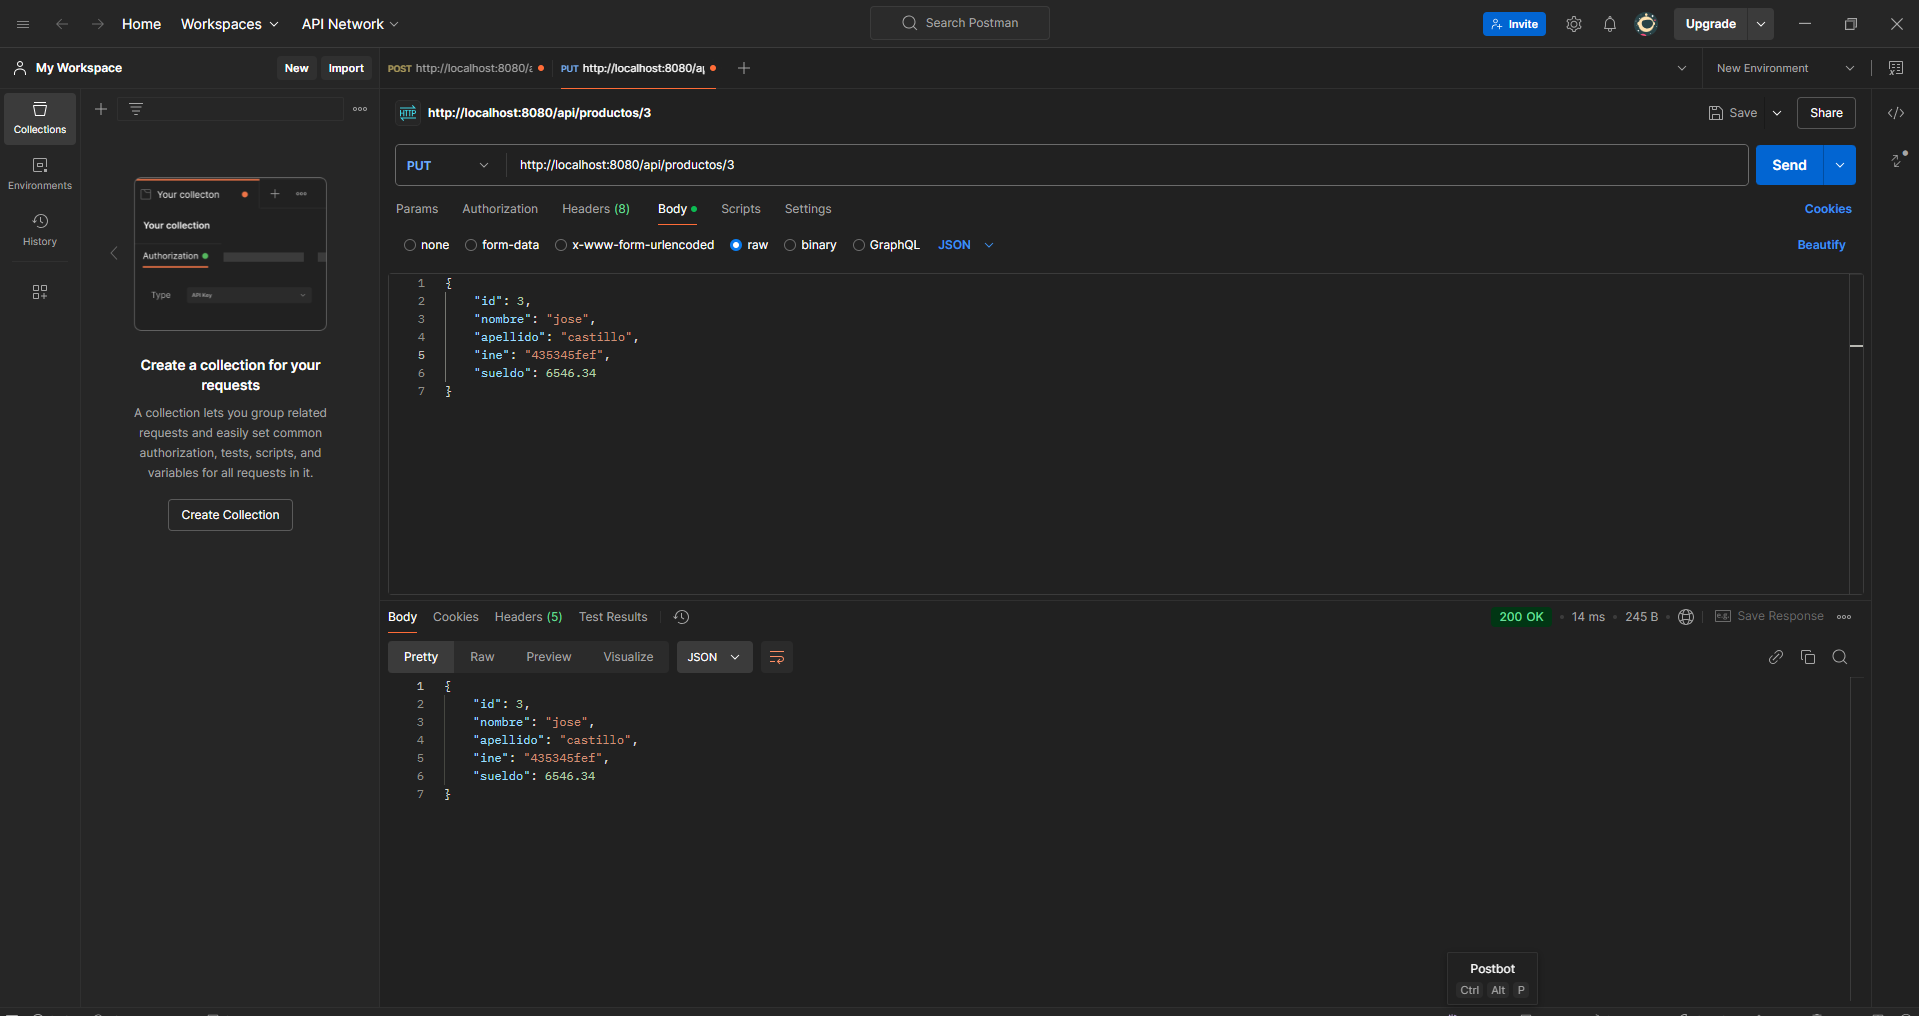 Home Workspaces API Network Search Postman Invite Upgrade
My Workspace New Import POST http://localhost:8080/a PUT http://localhost:8080/ap New Environment
Collections
Environments
History
Your collecton
Your collection
Authorization
Type API Key
Create a collection for your
requests
A collection lets you group related
requests and easily set common
authorization, tests, scripts, and
variables for all requests in it.
Create Collection
HTTP http://localhost:8080/api/productos/3 Save Share
PUT http://localhost:8080/api/productos/3 Send
Params Authorization Headers (8) Body Scripts Settings Cookies
none form-data x-www-form-urlencoded raw binary GraphQL JSON Beautify
1 {
2 "id": 3,
3 "nombre": "jose",
4 "apellido": "castillo",
5 "ine": "435345fef",
6 "sueldo": 6546.34
7 }
Body Cookies Headers (5) Test Results 200 OK 14 ms 245 B e.g. Save Response
Pretty Raw Preview Visualize JSON
1 {
2 "id": 3,
3 "nombre": "jose",
4 "apellido": "castillo",
5 "ine": "435345fef",
6 "sueldo": 6546.34
7 }
Postbot
Ctrl Alt P